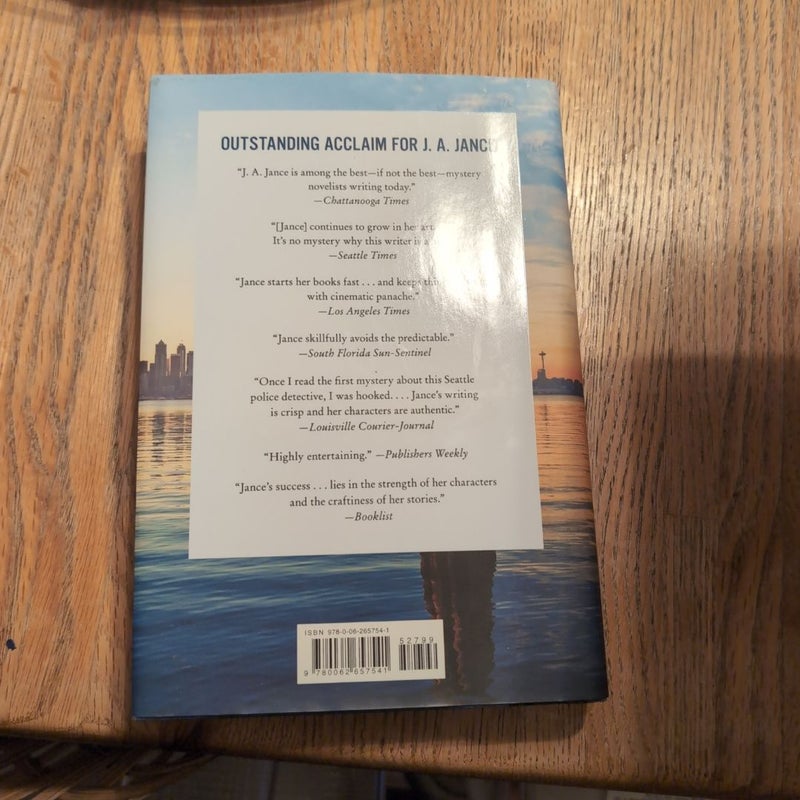 OUTSTANDING ACCLAIM FOR J. A. JANCE
“J. A. Jance is among the best—if not the best—mystery
novelists writing today.”
—Chattanooga Times
“[Jance] continues to grow in her
It’s no mystery why this writer is
—Seattle Times
“Jance starts her books fast . . . and keeps
with cinematic panache.”
—Los Angeles Times
“Jance skillfully avoids the predictable.”
—South Florida Sun-Sentinel
“Once I read the first mystery about this Seattle
police detective, I was hooked. . . . Jance’s writing
is crisp and her characters are authentic.”
—Louisville Courier-Journal
“Highly entertaining.” —Publishers Weekly
“Jance’s success . . . lies in the strength of her characters
and the craftiness of her stories.”
—Booklist
ISBN 978-0-06-265754-1
52799
9 780062 657541